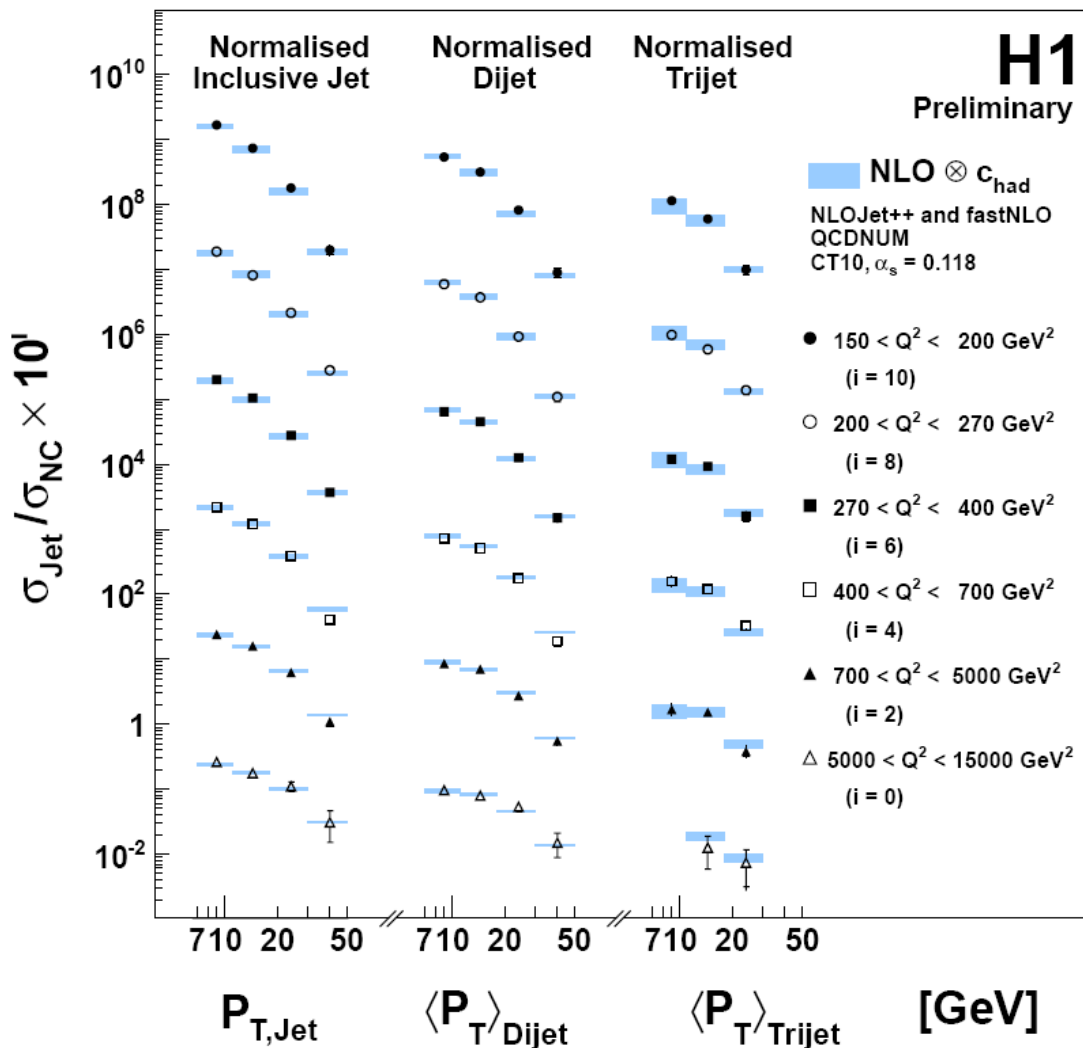 Normalised
Inclusive Jet
Normalised
Dijet
Normalised
Trijet
H1
Preliminary
NLO ⊗ c_had
NLOJet++ and fastNLO
QCDNUM
CT10, α_s = 0.118
150 < Q² < 200 GeV²
(i = 10)
200 < Q² < 270 GeV²
(i = 8)
270 < Q² < 400 GeV²
(i = 6)
400 < Q² < 700 GeV²
(i = 4)
700 < Q² < 5000 GeV²
(i = 2)
5000 < Q² < 15000 GeV²
(i = 0)
σ_Jet / σ_NC × 10^i
10^10
10^8
10^6
10^4
10^2
1
10^-2
7 10 20 50 7 10 20 50 7 10 20 50
P_T,Jet ⟨P_T⟩_Dijet ⟨P_T⟩_Trijet [GeV]